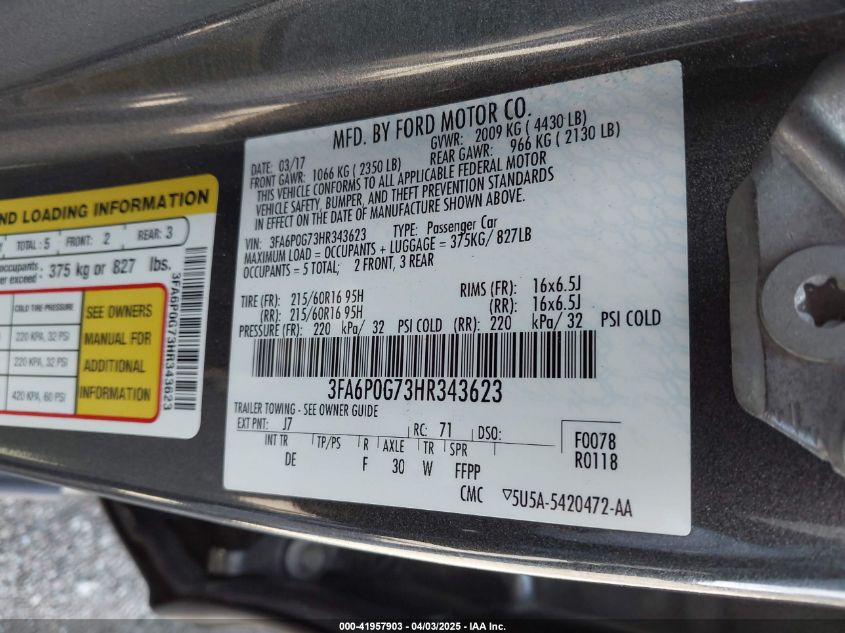 ND LOADING INFORMATION
TOTAL: 5 FRONT: 2 REAR: 3
375 kg or 827 lbs.
COLD TIRE PRESSURE
220 KPA, 32 PSI
220 KPA, 32 PSI
420 KPA, 60 PSI
SEE OWNERS
MANUAL FOR
ADDITIONAL
INFORMATION
3FA6P0G73HR343623
MFD. BY FORD MOTOR CO.
DATE: 03/17 GVWR: 2009 KG ( 4430 LB)
FRONT GAWR: 1066 KG ( 2350 LB) REAR GAWR: 966 KG ( 2130 LB)
THIS VEHICLE CONFORMS TO ALL APPLICABLE FEDERAL MOTOR
VEHICLE SAFETY, BUMPER, AND THEFT PREVENTION STANDARDS
IN EFFECT ON THE DATE OF MANUFACTURE SHOWN ABOVE.
VIN: 3FA6P0G73HR343623 TYPE: Passenger Car
MAXIMUM LOAD = OCCUPANTS + LUGGAGE = 375KG/ 827LB
OCCUPANTS = 5 TOTAL; 2 FRONT, 3 REAR
TIRE (FR): 215/60R16 95H RIMS (FR): 16x6.5J
(RR): 215/60R16 95H (RR): 16x6.5J
PRESSURE (FR): 220 kPa/ 32 PSI COLD (RR): 220 kPa/ 32 PSI COLD
3FA6P0G73HR343623
TRAILER TOWING - SEE OWNER GUIDE
EXT PNT: J7 RC: 71 DSO:
INT TR TP/PS R AXLE TR SPR
DE F 30 W FFPP
F0078
R0118
CMC ▽5U5A-5420472-AA
000-41957903 | 04/03/2025 - IAA Inc.